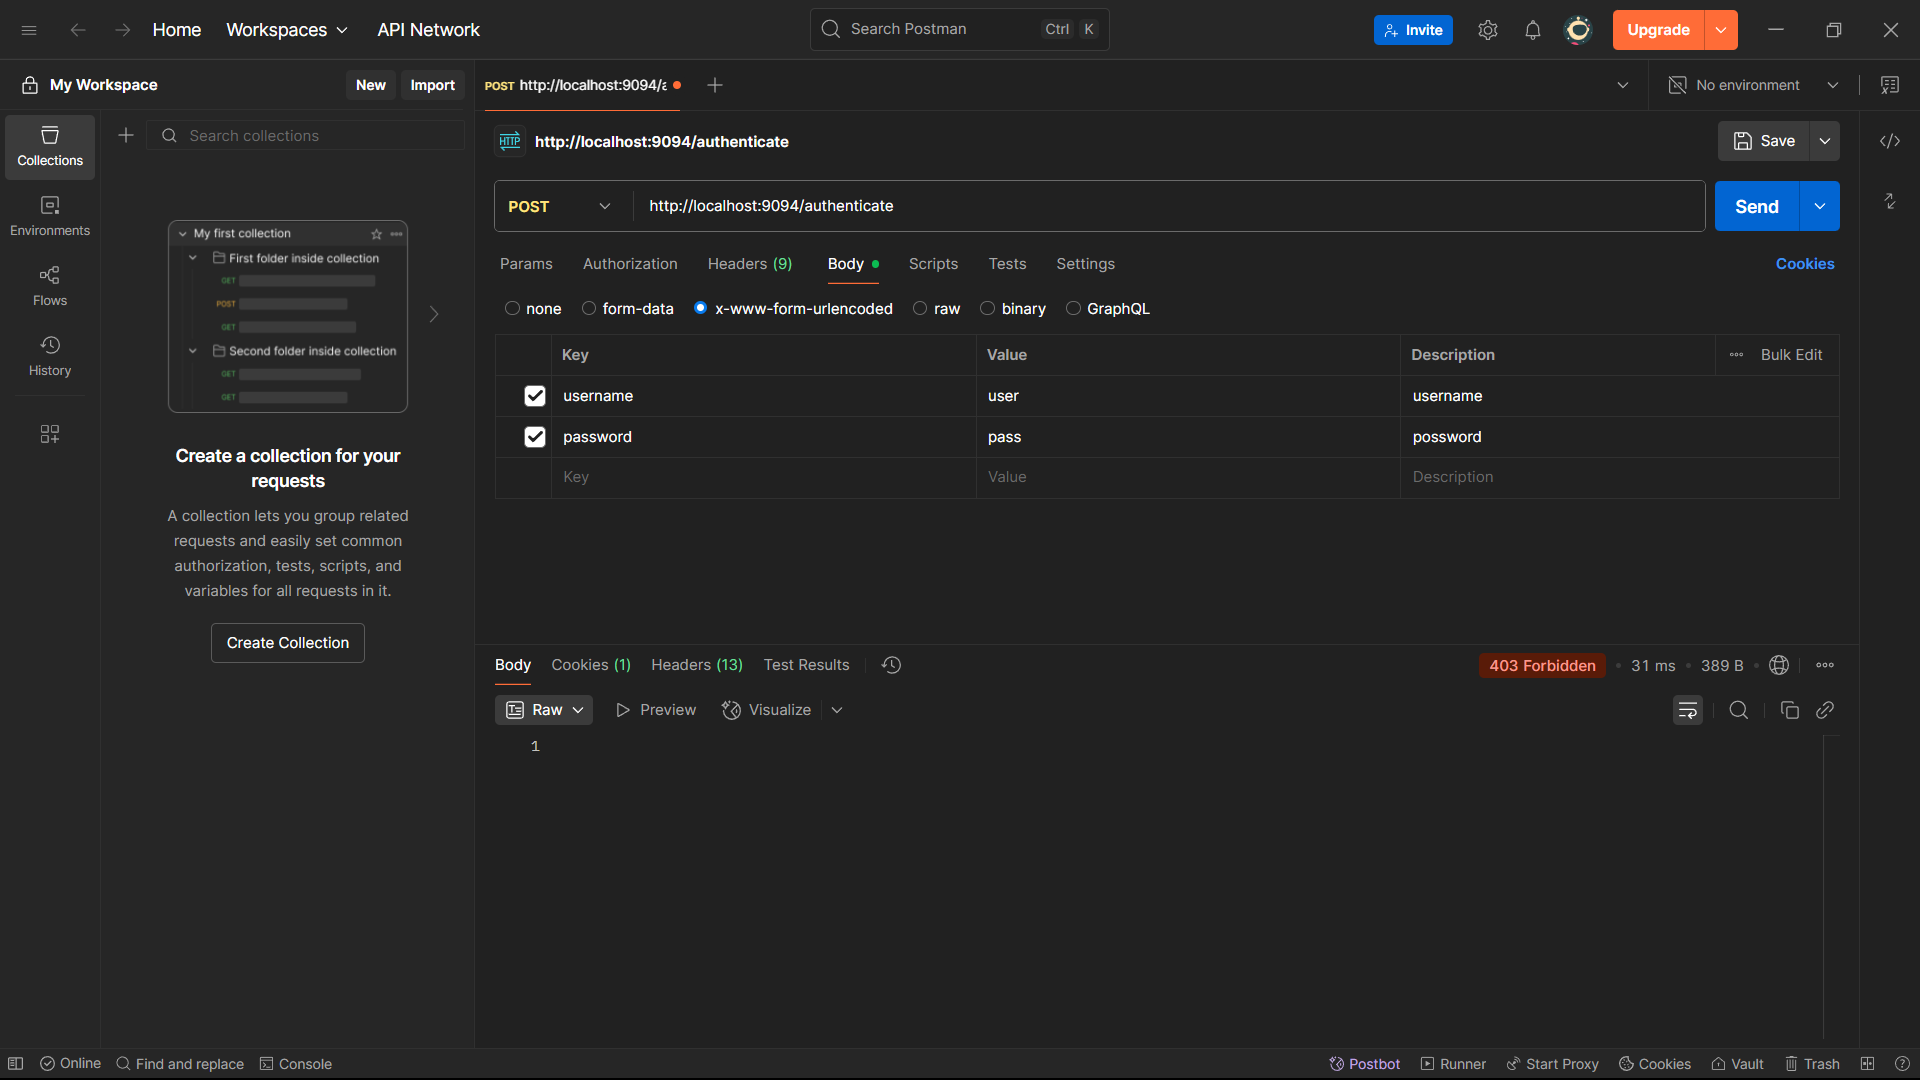 Home Workspaces API Network Search Postman Ctrl K Invite Upgrade
My Workspace New Import POST http://localhost:9094/a No environment
Search collections
Collections
Environments
Flows
History
My first collection
First folder inside collection
GET
POST
GET
Second folder inside collection
GET
GET
Create a collection for your
requests
A collection lets you group related
requests and easily set common
authorization, tests, scripts, and
variables for all requests in it.
Create Collection
HTTP http://localhost:9094/authenticate Save
POST http://localhost:9094/authenticate Send
Params Authorization Headers (9) Body Scripts Tests Settings Cookies
none form-data x-www-form-urlencoded raw binary GraphQL
Key Value Description Bulk Edit
username user username
password pass possword
Key Value Description
Body Cookies (1) Headers (13) Test Results 403 Forbidden 31 ms 389 B
Raw Preview Visualize
1
Online Find and replace Console Postbot Runner Start Proxy Cookies Vault Trash